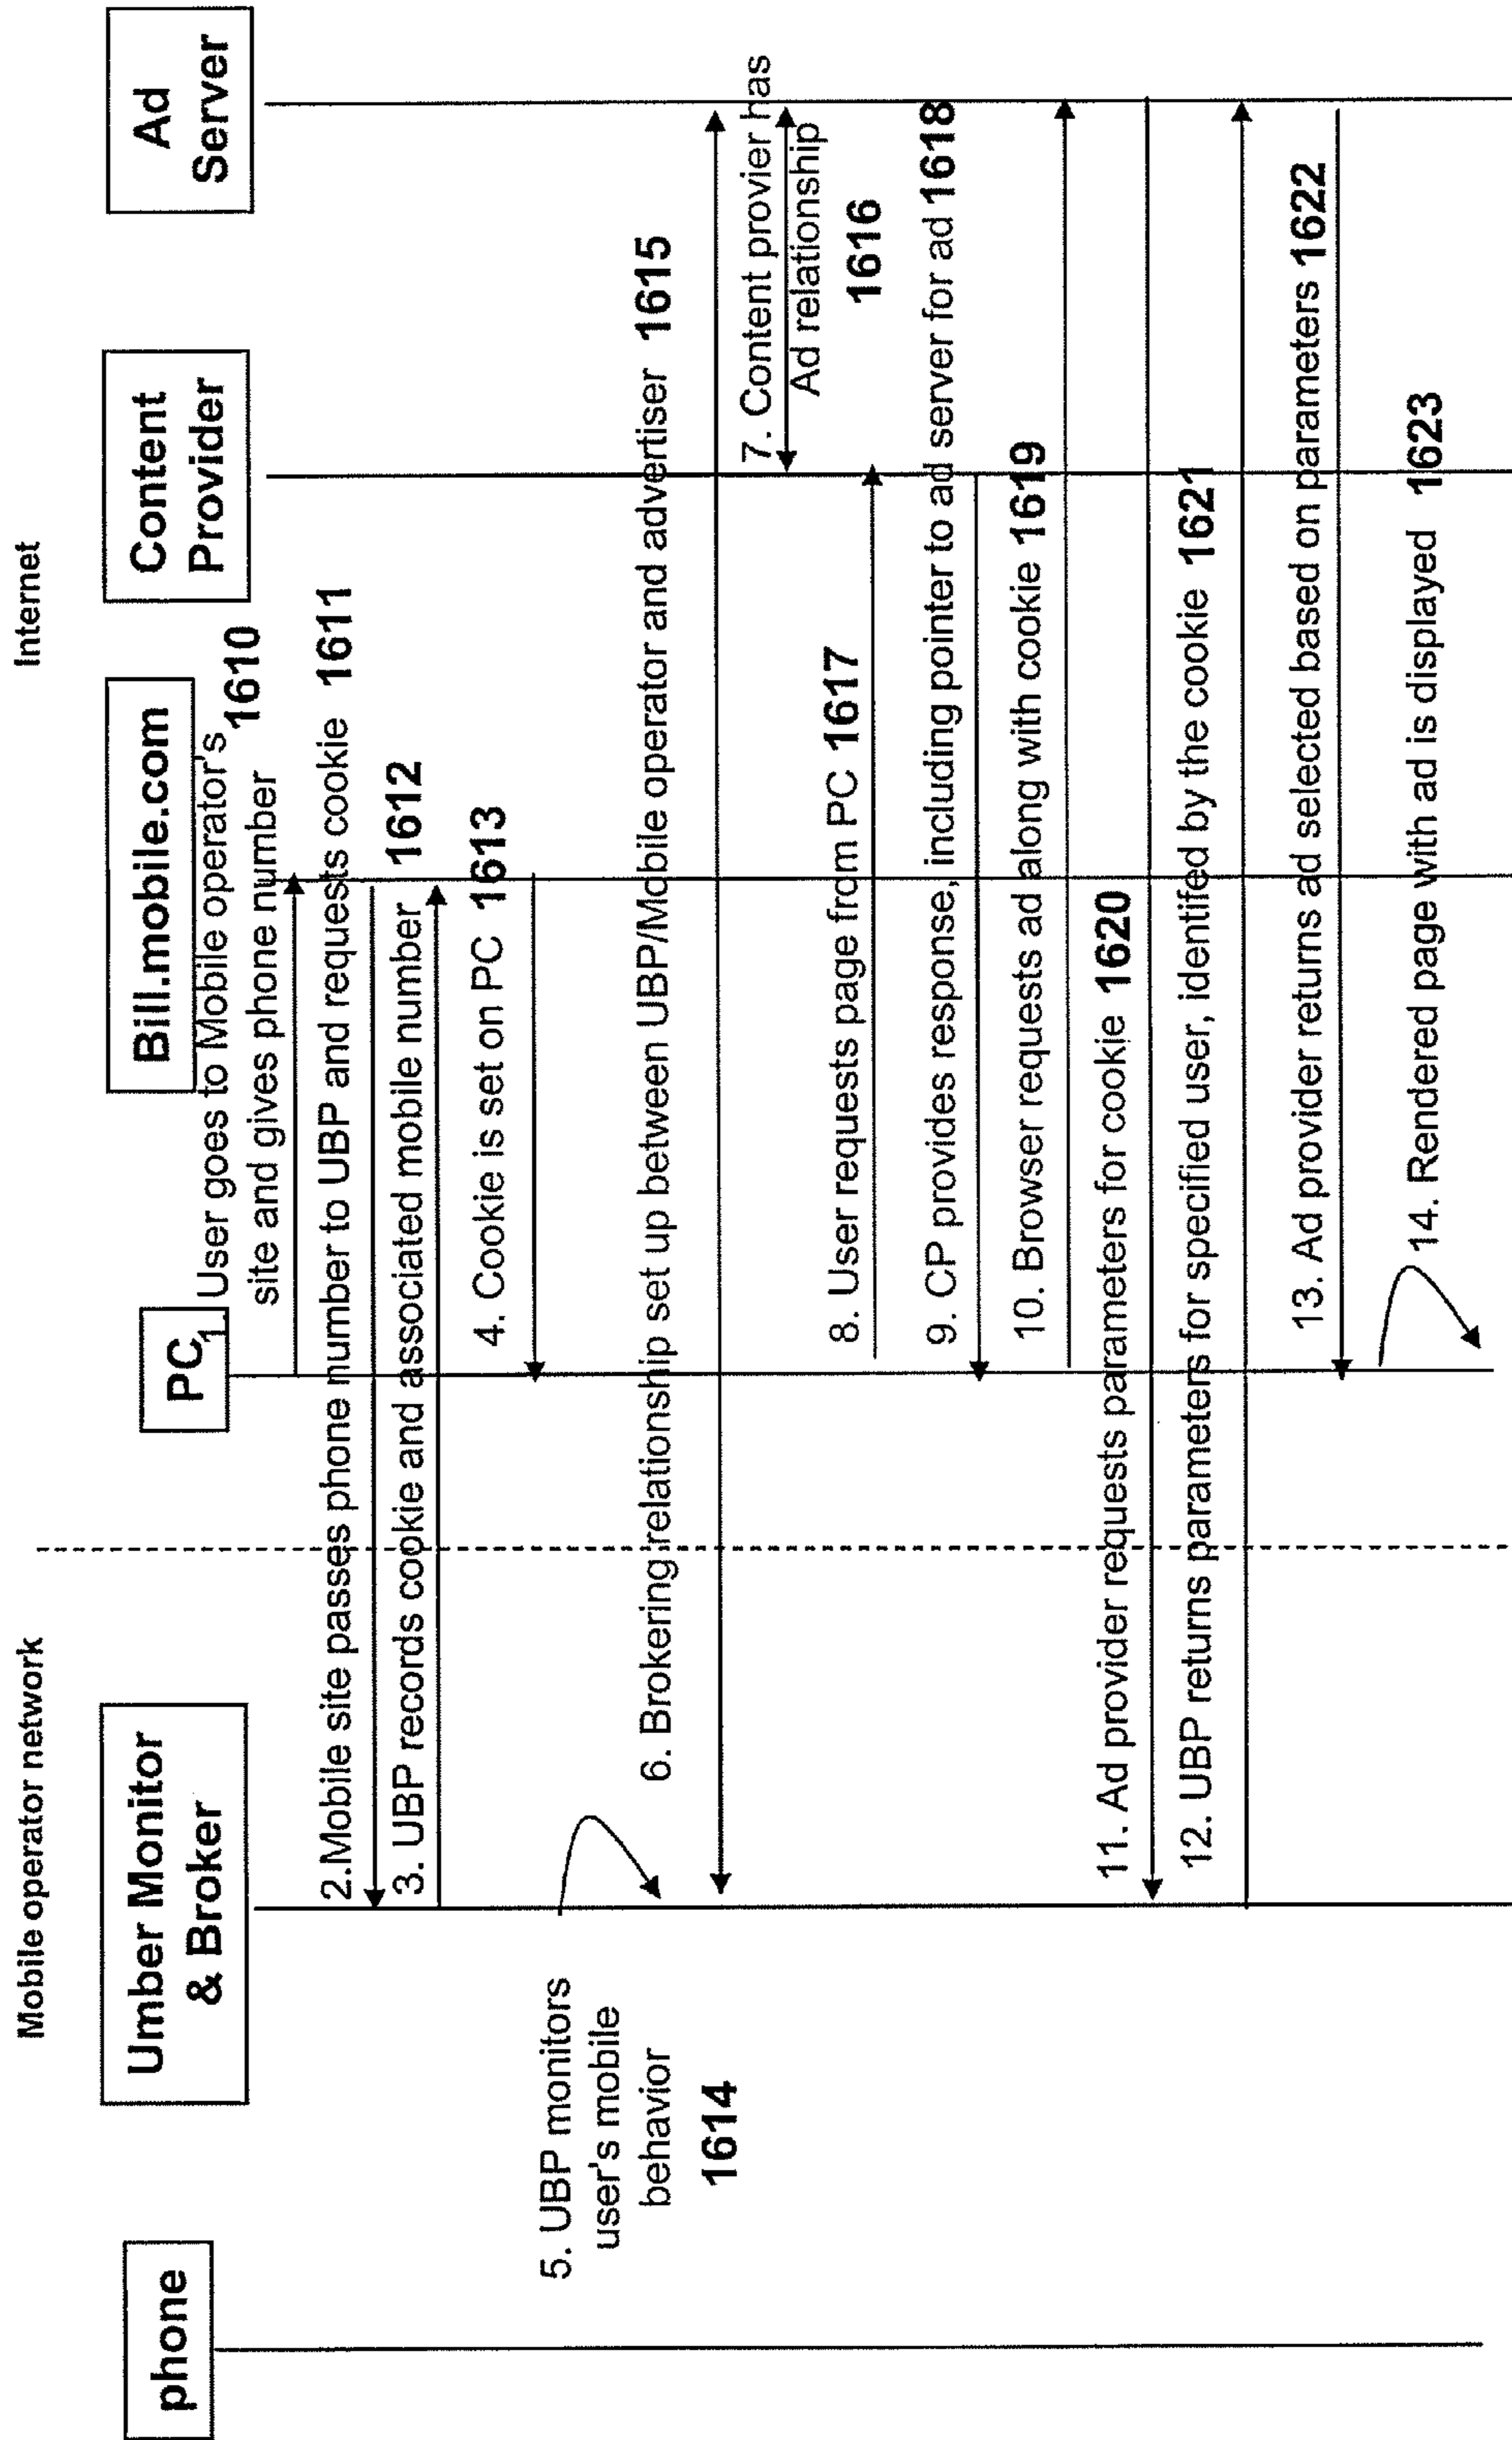 Mobile operator network
Internet
phone
Umber Monitor
& Broker
PC
Bill.mobile.com
Content
Provider
Ad
Server
1. User goes to Mobile operator's
site and gives phone number
1610
2.Mobile site passes phone number to UBP and requests cookie 1611
3. UBP records cookie and associated mobile number 1612
4. Cookie is set on PC 1613
5. UBP monitors
user's mobile
behavior
1614
6. Brokering relationship set up between UBP/Mobile operator and advertiser 1615
7. Content provier has
Ad relationship
1616
8. User requests page from PC 1617
9. CP provides response, including pointer to ad server for ad 1618
10. Browser requests ad along with cookie 1619
11. Ad provider requests parameters for cookie 1620
12. UBP returns parameters for specified user, identifed by the cookie 1621
13. Ad provider returns ad selected based on parameters 1622
14. Rendered page with ad is displayed 1623